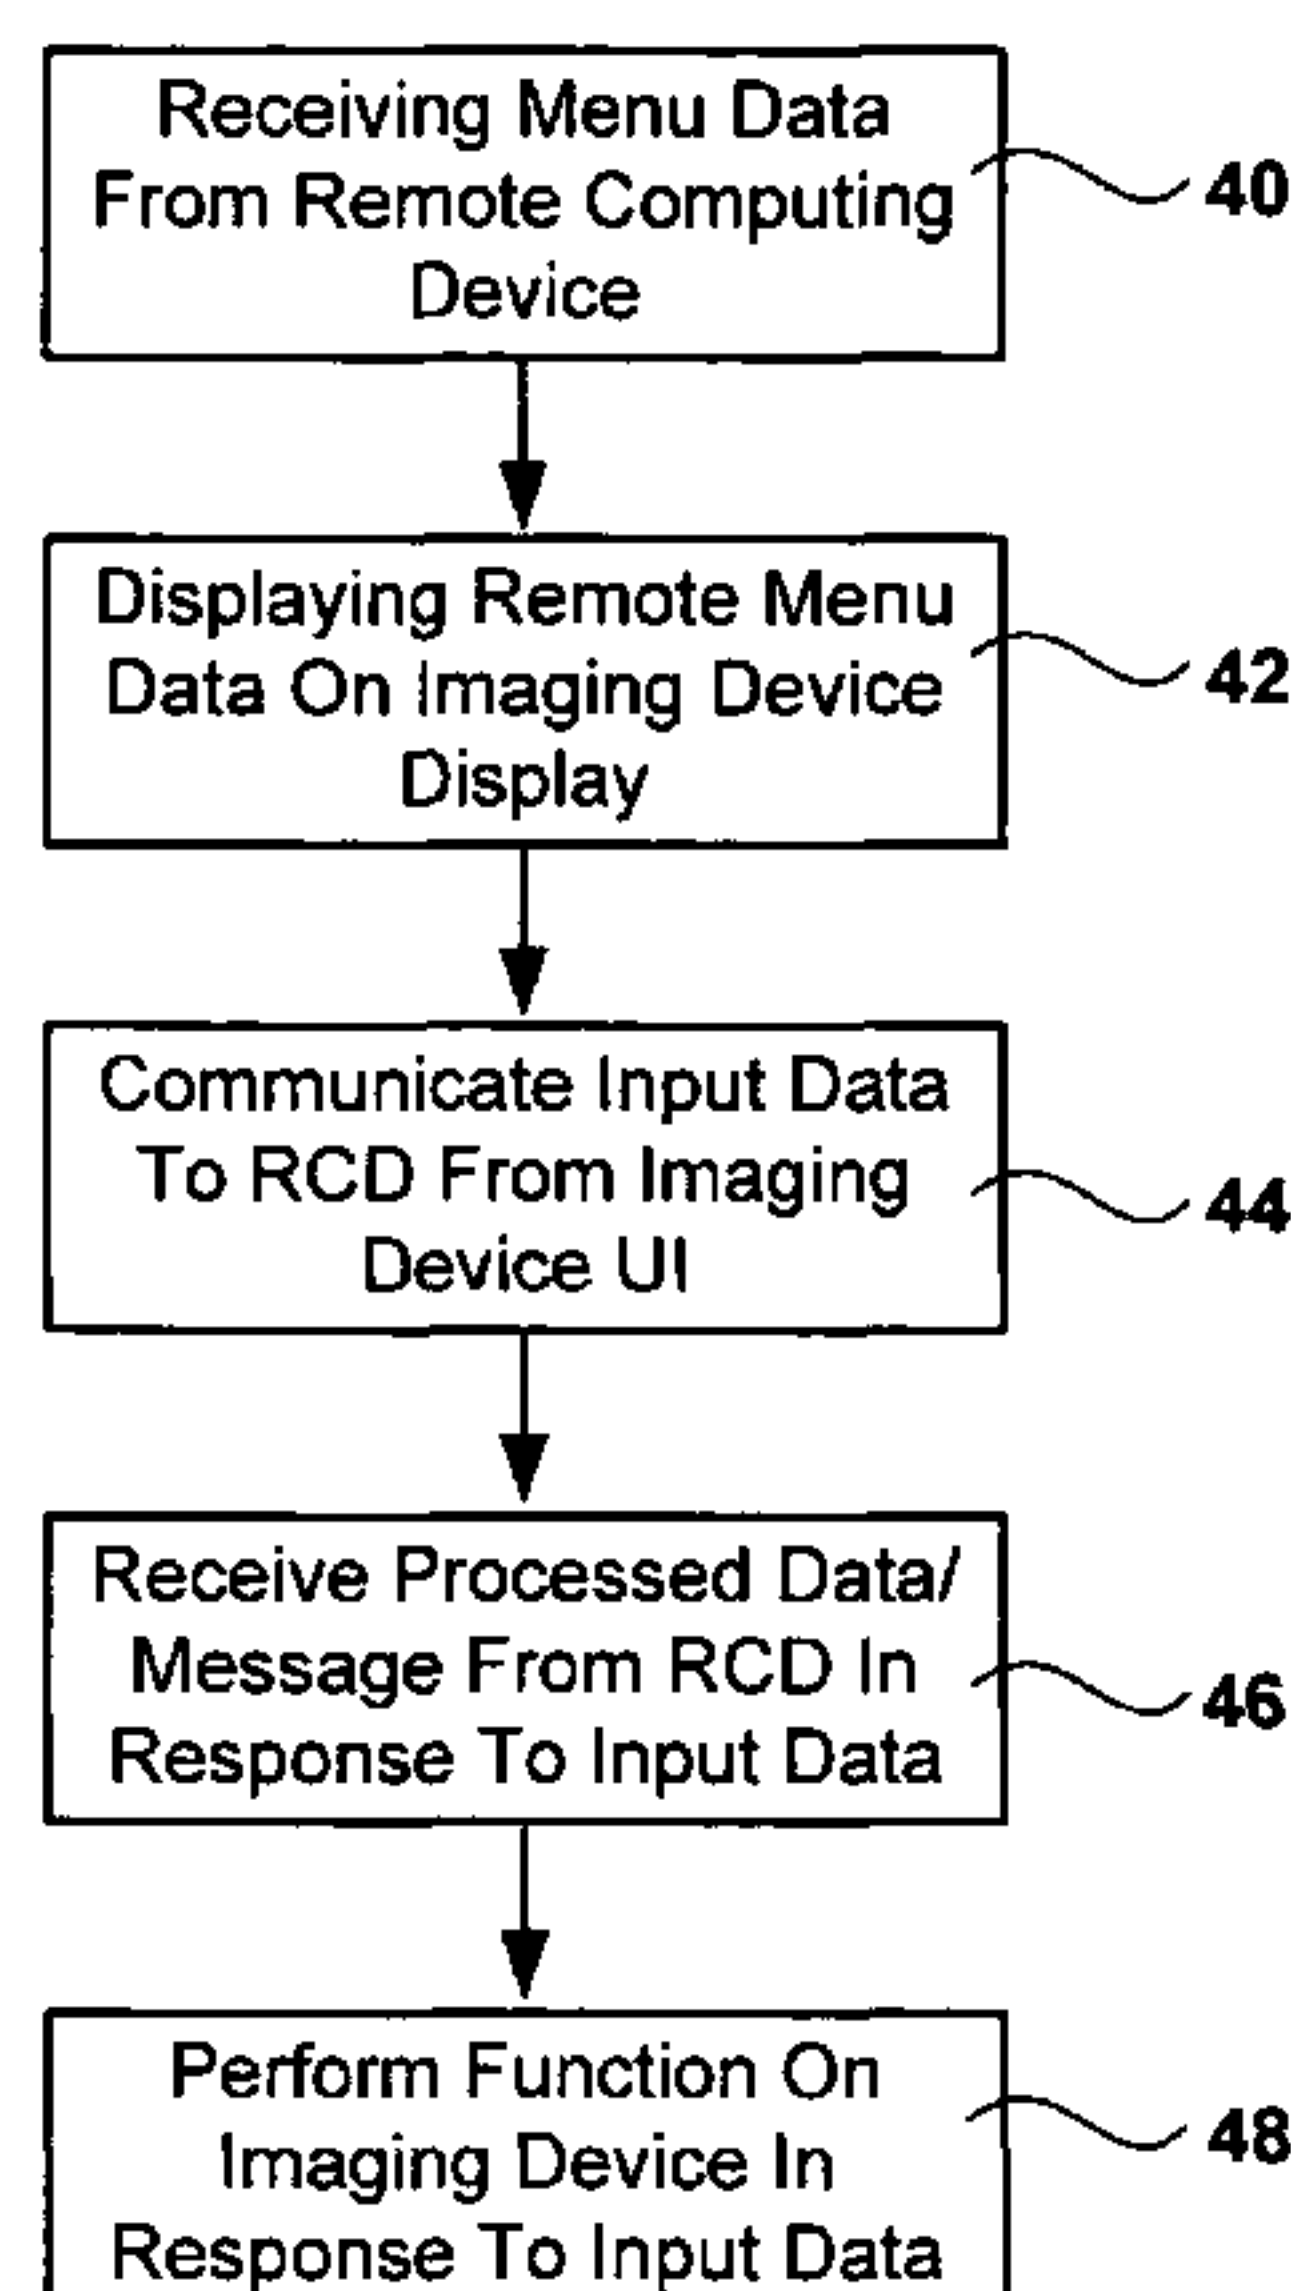 Receiving Menu Data
From Remote Computing
Device
40
Displaying Remote Menu
Data On Imaging Device
Display
42
Communicate Input Data
To RCD From Imaging
Device UI
44
Receive Processed Data/
Message From RCD In
Response To Input Data
46
Perform Function On
Imaging Device In
Response To Input Data
48